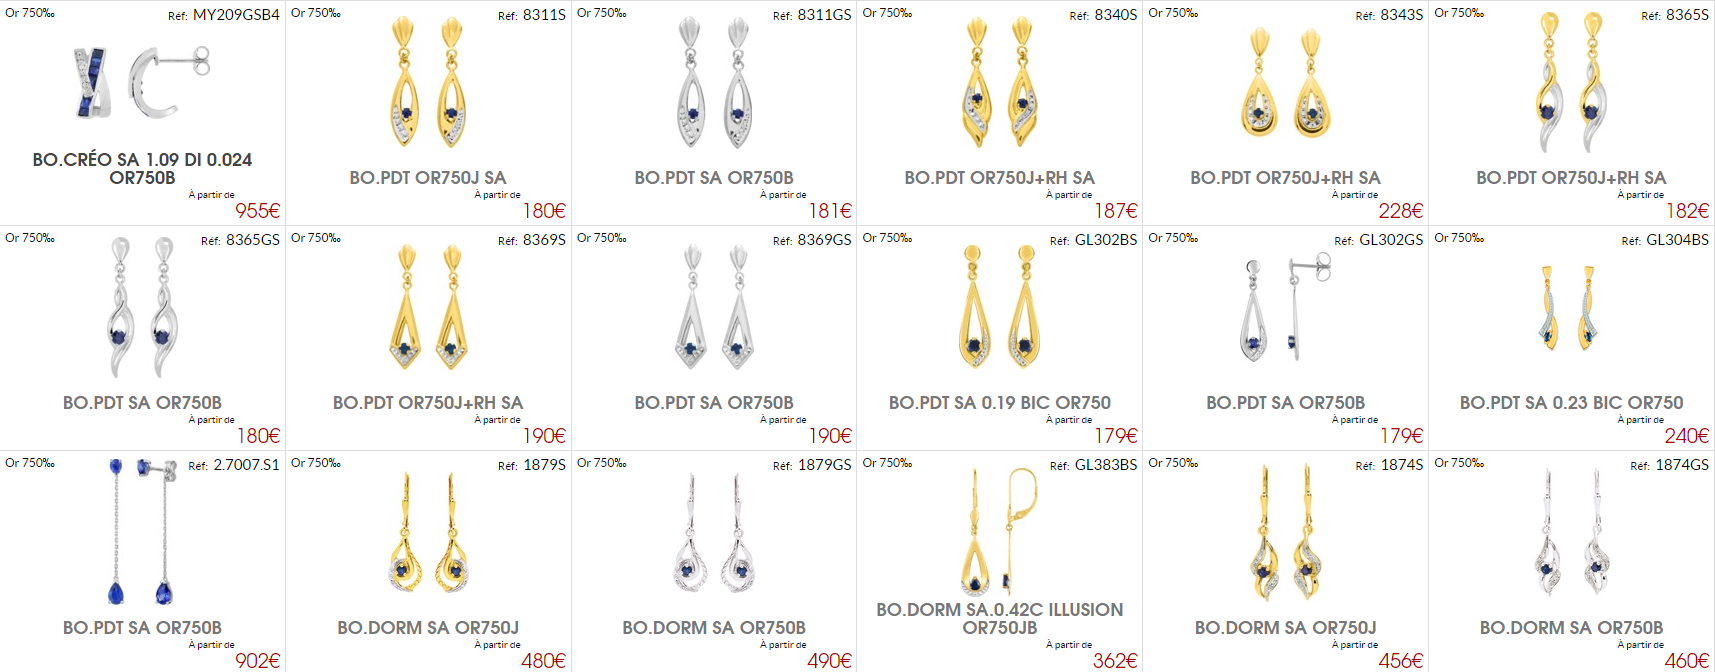 Or 750‰ Réf: MY209GSB4
BO.CRÉO SA 1.09 DI 0.024
OR750B
À partir de
955€
Or 750‰ Réf: 8311S
BO.PDT OR750J SA
À partir de
180€
Or 750‰ Réf: 8311GS
BO.PDT SA OR750B
À partir de
181€
Or 750‰ Réf: 8340S
BO.PDT OR750J+RH SA
À partir de
187€
Or 750‰ Réf: 8343S
BO.PDT OR750J+RH SA
À partir de
228€
Or 750‰ Réf: 8365S
BO.PDT OR750J+RH SA
À partir de
182€
Or 750‰ Réf: 8365GS
BO.PDT SA OR750B
À partir de
180€
Or 750‰ Réf: 8369S
BO.PDT OR750J+RH SA
À partir de
190€
Or 750‰ Réf: 8369GS
BO.PDT SA OR750B
À partir de
190€
Or 750‰ Réf: GL302BS
BO.PDT SA 0.19 BIC OR750
À partir de
179€
Or 750‰ Réf: GL302GS
BO.PDT SA OR750B
À partir de
179€
Or 750‰ Réf: GL304BS
BO.PDT SA 0.23 BIC OR750
À partir de
240€
Or 750‰ Réf: 2.7007.S1
BO.PDT SA OR750B
À partir de
902€
Or 750‰ Réf: 1879S
BO.DORM SA OR750J
À partir de
480€
Or 750‰ Réf: 1879GS
BO.DORM SA OR750B
À partir de
490€
Or 750‰ Réf: GL383BS
BO.DORM SA.0.42C ILLUSION
OR750JB
À partir de
362€
Or 750‰ Réf: 1874S
BO.DORM SA OR750J
À partir de
456€
Or 750‰ Réf: 1874GS
BO.DORM SA OR750B
À partir de
460€